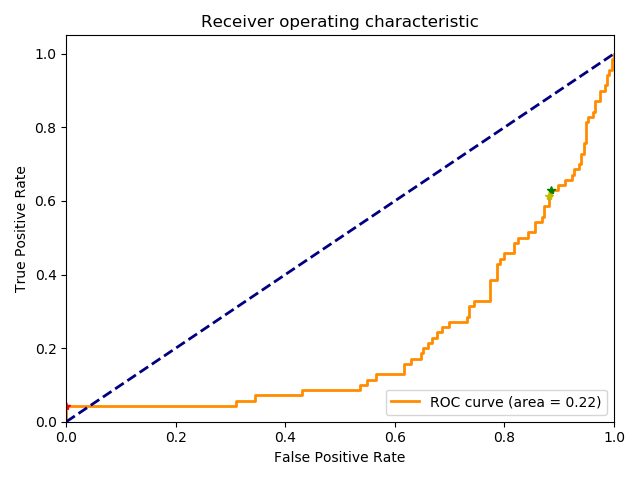 Receiver operating characteristic
True Positive Rate
1.0
0.8
0.6
0.4
0.2
0.0
0.0 0.2 0.4 0.6 0.8 1.0
False Positive Rate
ROC curve (area = 0.22)